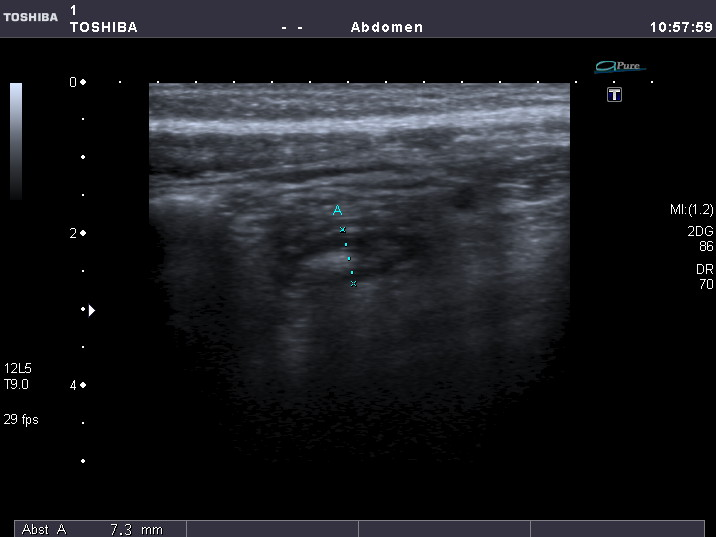 TOSHIBA
1
TOSHIBA - - Abdomen 10:57:59
aPure
T
0
A
2
4
MI:(1.2)
2DG
86
DR
70
12L5
T9.0
29 fps
Abst A 7.3 mm